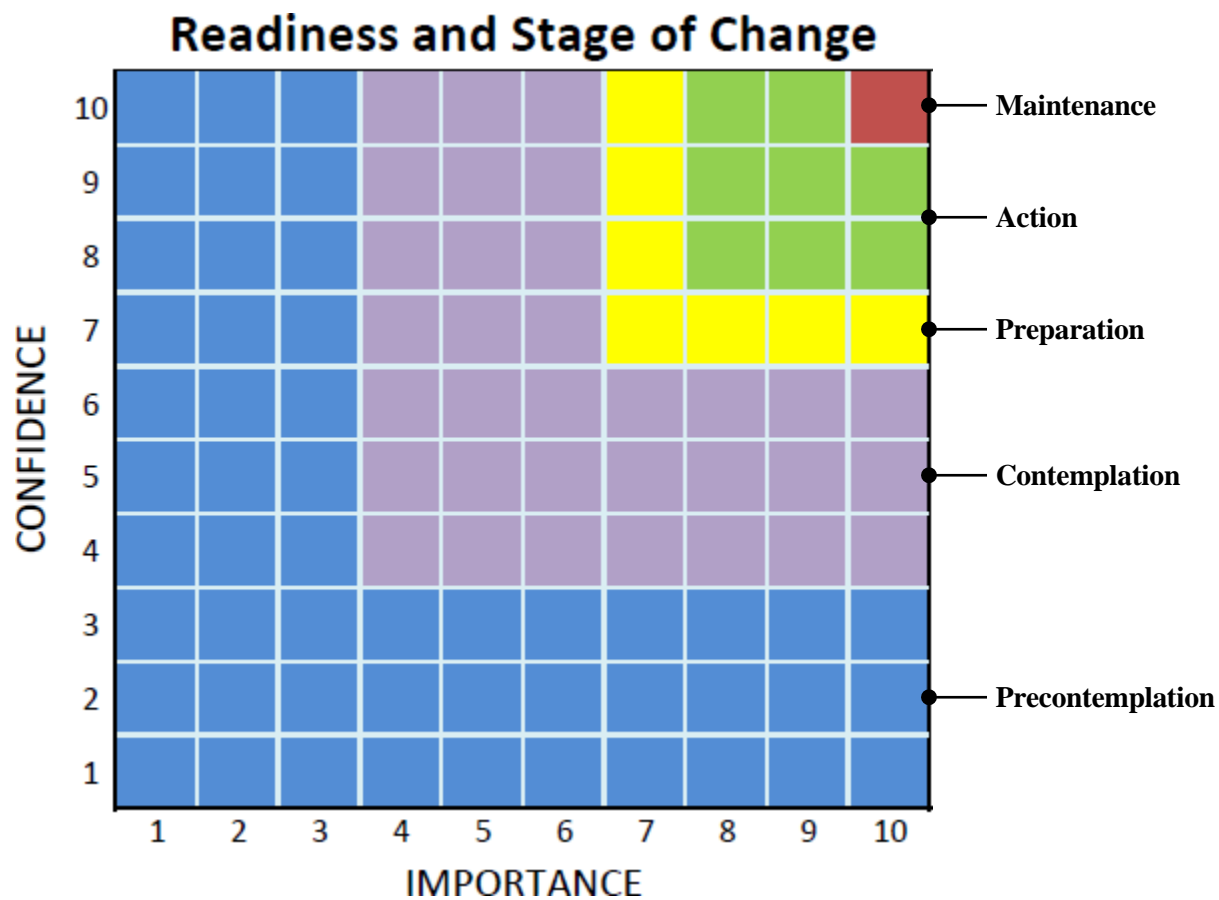 Readiness and Stage of Change
10
Maintenance
9
Action
8
7
Preparation
CONFIDENCE
6
5
Contemplation
4
3
2
Precontemplation
1
1 2 3 4 5 6 7 8 9 10
IMPORTANCE